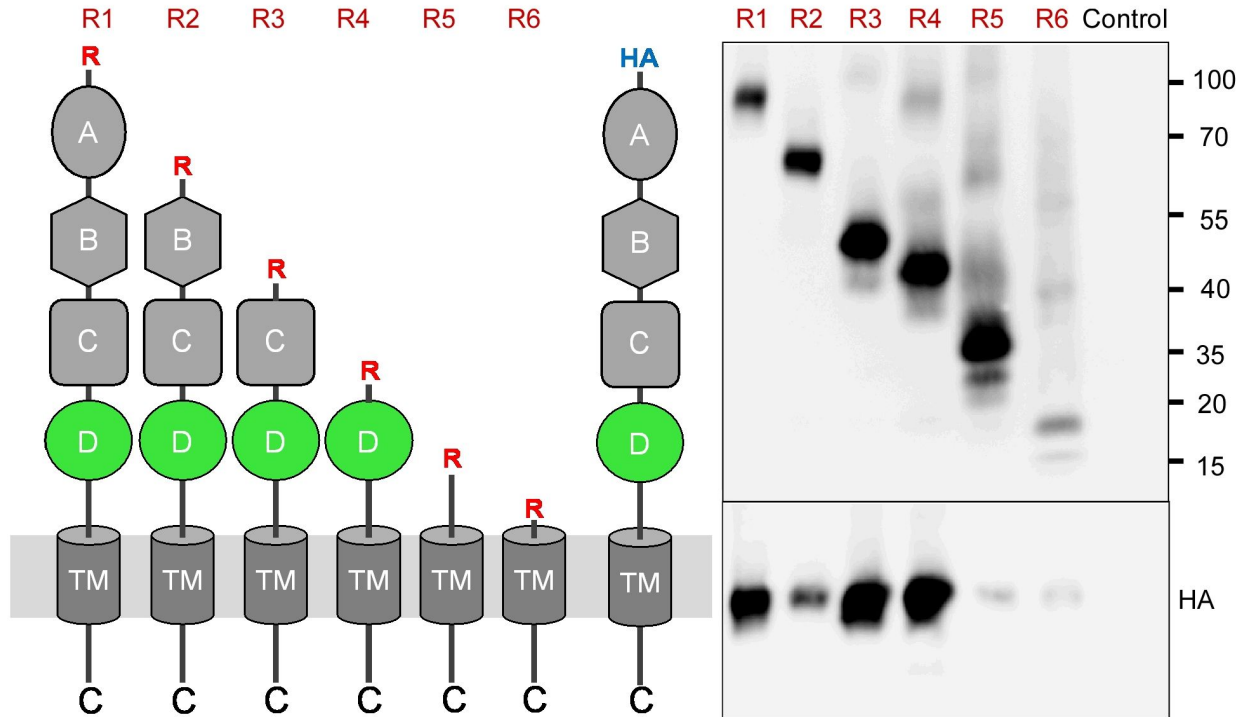 R1 R2 R3 R4 R5 R6
R HA
A A
R
B B B
R
C C C C
R
D D D D D
R
R
TM TM TM TM TM TM TM
C C C C C C C
R1 R2 R3 R4 R5 R6 Control
100
70
55
40
35
20
15
HA